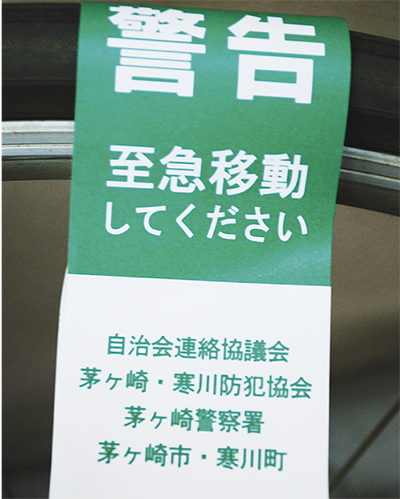 警告
至急移動
してください
自治会連絡協議会
茅ヶ崎・寒川防犯協会
茅ヶ崎警察署
茅ヶ崎市・寒川町